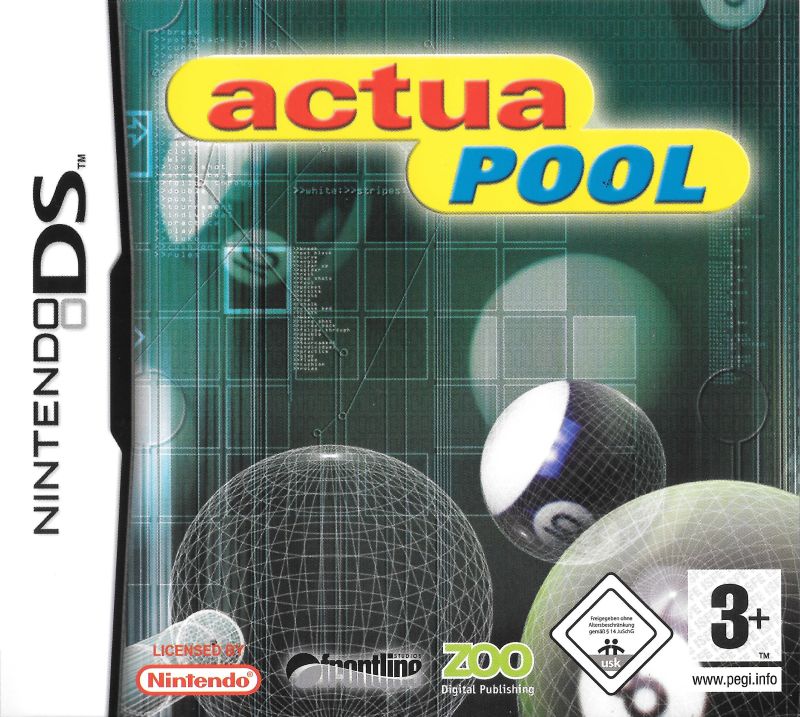 actua
POOL
NINTENDO DS™
>>white:>>stripes
LICENSED BY
Nintendo®
frontline
STUDIOS
ZOO
Digital Publishing
Freigegeben ohne
Altersbeschränkung
gemäß § 14 JuSchG
usk
3+
™
www.pegi.info